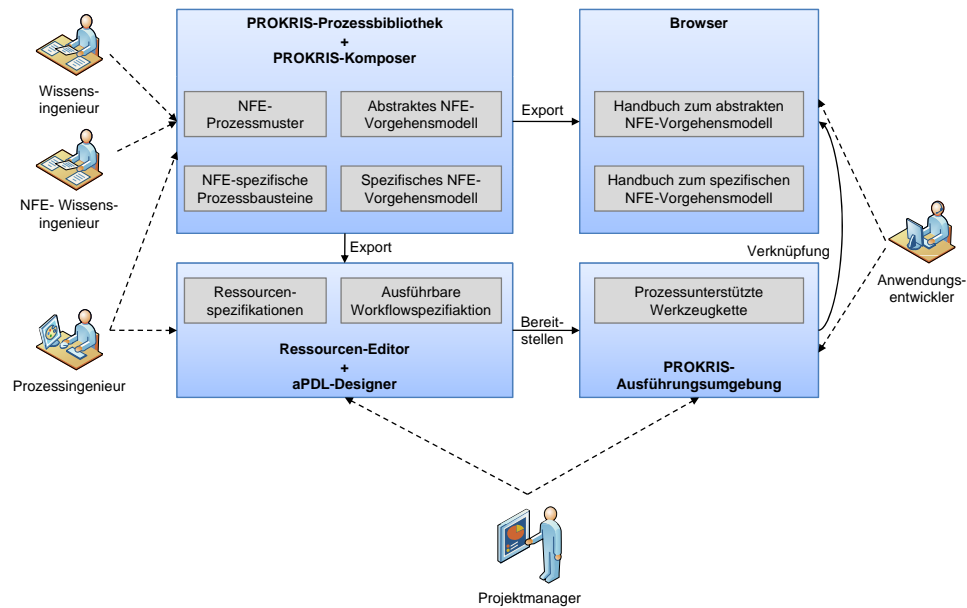 PROKRIS-Prozessbibliothek
+
PROKRIS-Komposer
NFE-
Prozessmuster
Abstraktes NFE-
Vorgehensmodell
NFE-spezifische
Prozessbausteine
Spezifisches NFE-
Vorgehensmodell
Browser
Handbuch zum abstrakten
NFE-Vorgehensmodell
Handbuch zum spezifischen
NFE-Vorgehensmodell
Wissens-
ingenieur
NFE- Wissens-
ingenieur
Prozessingenieur
Export
Export
Verknüpfung
Anwendungs-
entwickler
Ressourcen-
spezifikationen
Ausführbare
Workflowspezifiaktion
Ressourcen-Editor
+
aPDL-Designer
Bereit-
stellen
Prozessunterstützte
Werkzeugkette
PROKRIS-
Ausführungsumgebung
Projektmanager